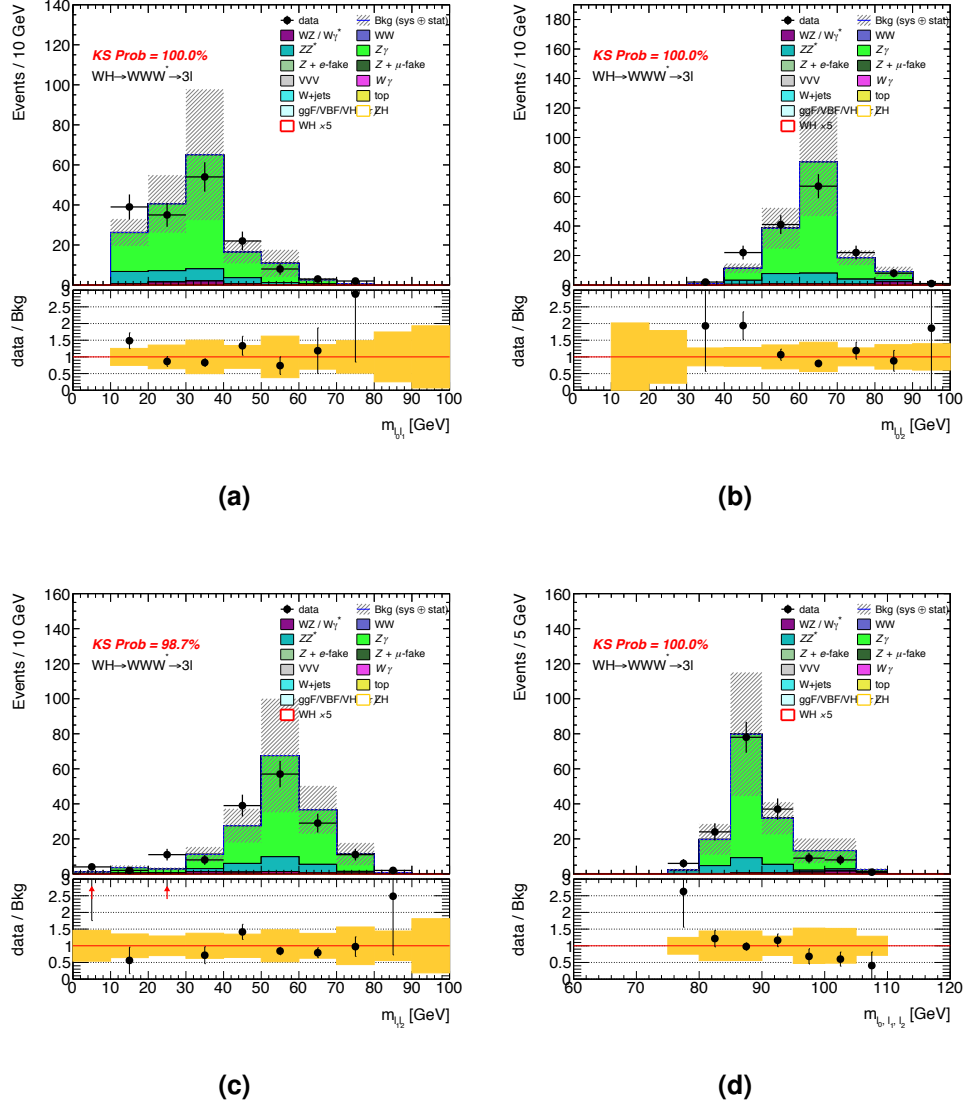 Events / 10 GeV
140
120
100
80
60
40
20
0
KS Prob = 100.0%
WH→WWW*→3l
data
Bkg (sys ⊕ stat)
WZ / Wγ*
WW
ZZ*
Zγ
Z + e-fake
Z + μ-fake
VVV
Wγ
W+jets
top
ggF/VBF/VH
ZH
WH ×5
data / Bkg
3
2.5
2
1.5
1
0.5
0
0 10 20 30 40 50 60 70 80 90 100
m l0 l1 [GeV]
(a)
Events / 10 GeV
180
160
140
120
100
80
60
40
20
KS Prob = 100.0%
WH→WWW*→3l
data
Bkg (sys ⊕ stat)
WZ / Wγ*
WW
ZZ*
Zγ
Z + e-fake
Z + μ-fake
VVV
Wγ
W+jets
top
ggF/VBF/VH
ZH
WH ×5
data / Bkg
3
2.5
2
1.5
1
0.5
0
0 10 20 30 40 50 60 70 80 90 100
m l0 l2 [GeV]
(b)
Events / 10 GeV
160
140
120
100
80
60
40
20
0
KS Prob = 98.7%
WH→WWW*→3l
data
Bkg (sys ⊕ stat)
WZ / Wγ*
WW
ZZ*
Zγ
Z + e-fake
Z + μ-fake
VVV
Wγ
W+jets
top
ggF/VBF/VH
ZH
WH ×5
data / Bkg
3
2.5
2
1.5
1
0.5
0
0 10 20 30 40 50 60 70 80 90 100
m l1 l2 [GeV]
(c)
Events / 5 GeV
160
140
120
100
80
60
40
20
0
KS Prob = 100.0%
WH→WWW*→3l
data
Bkg (sys ⊕ stat)
WZ / Wγ*
WW
ZZ*
Zγ
Z + e-fake
Z + μ-fake
VVV
Wγ
W+jets
top
ggF/VBF/VH
ZH
WH ×5
data / Bkg
3
2.5
2
1.5
1
0.5
0
60 70 80 90 100 110 120
m l0, l1, l2 [GeV]
(d)